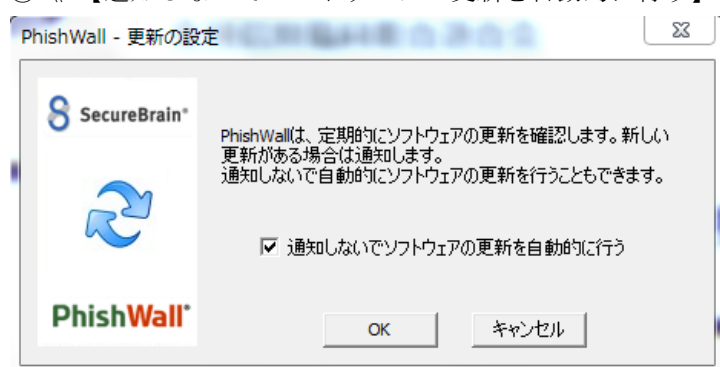 PhishWall - 更新の設定
SecureBrain
PhishWallは、定期的にソフトウェアの更新を確認します。新しい
更新がある場合は通知します。
通知しないで自動的にソフトウェアの更新を行うこともできます。
通知しないでソフトウェアの更新を自動的に行う
PhishWall
OK
キャンセル